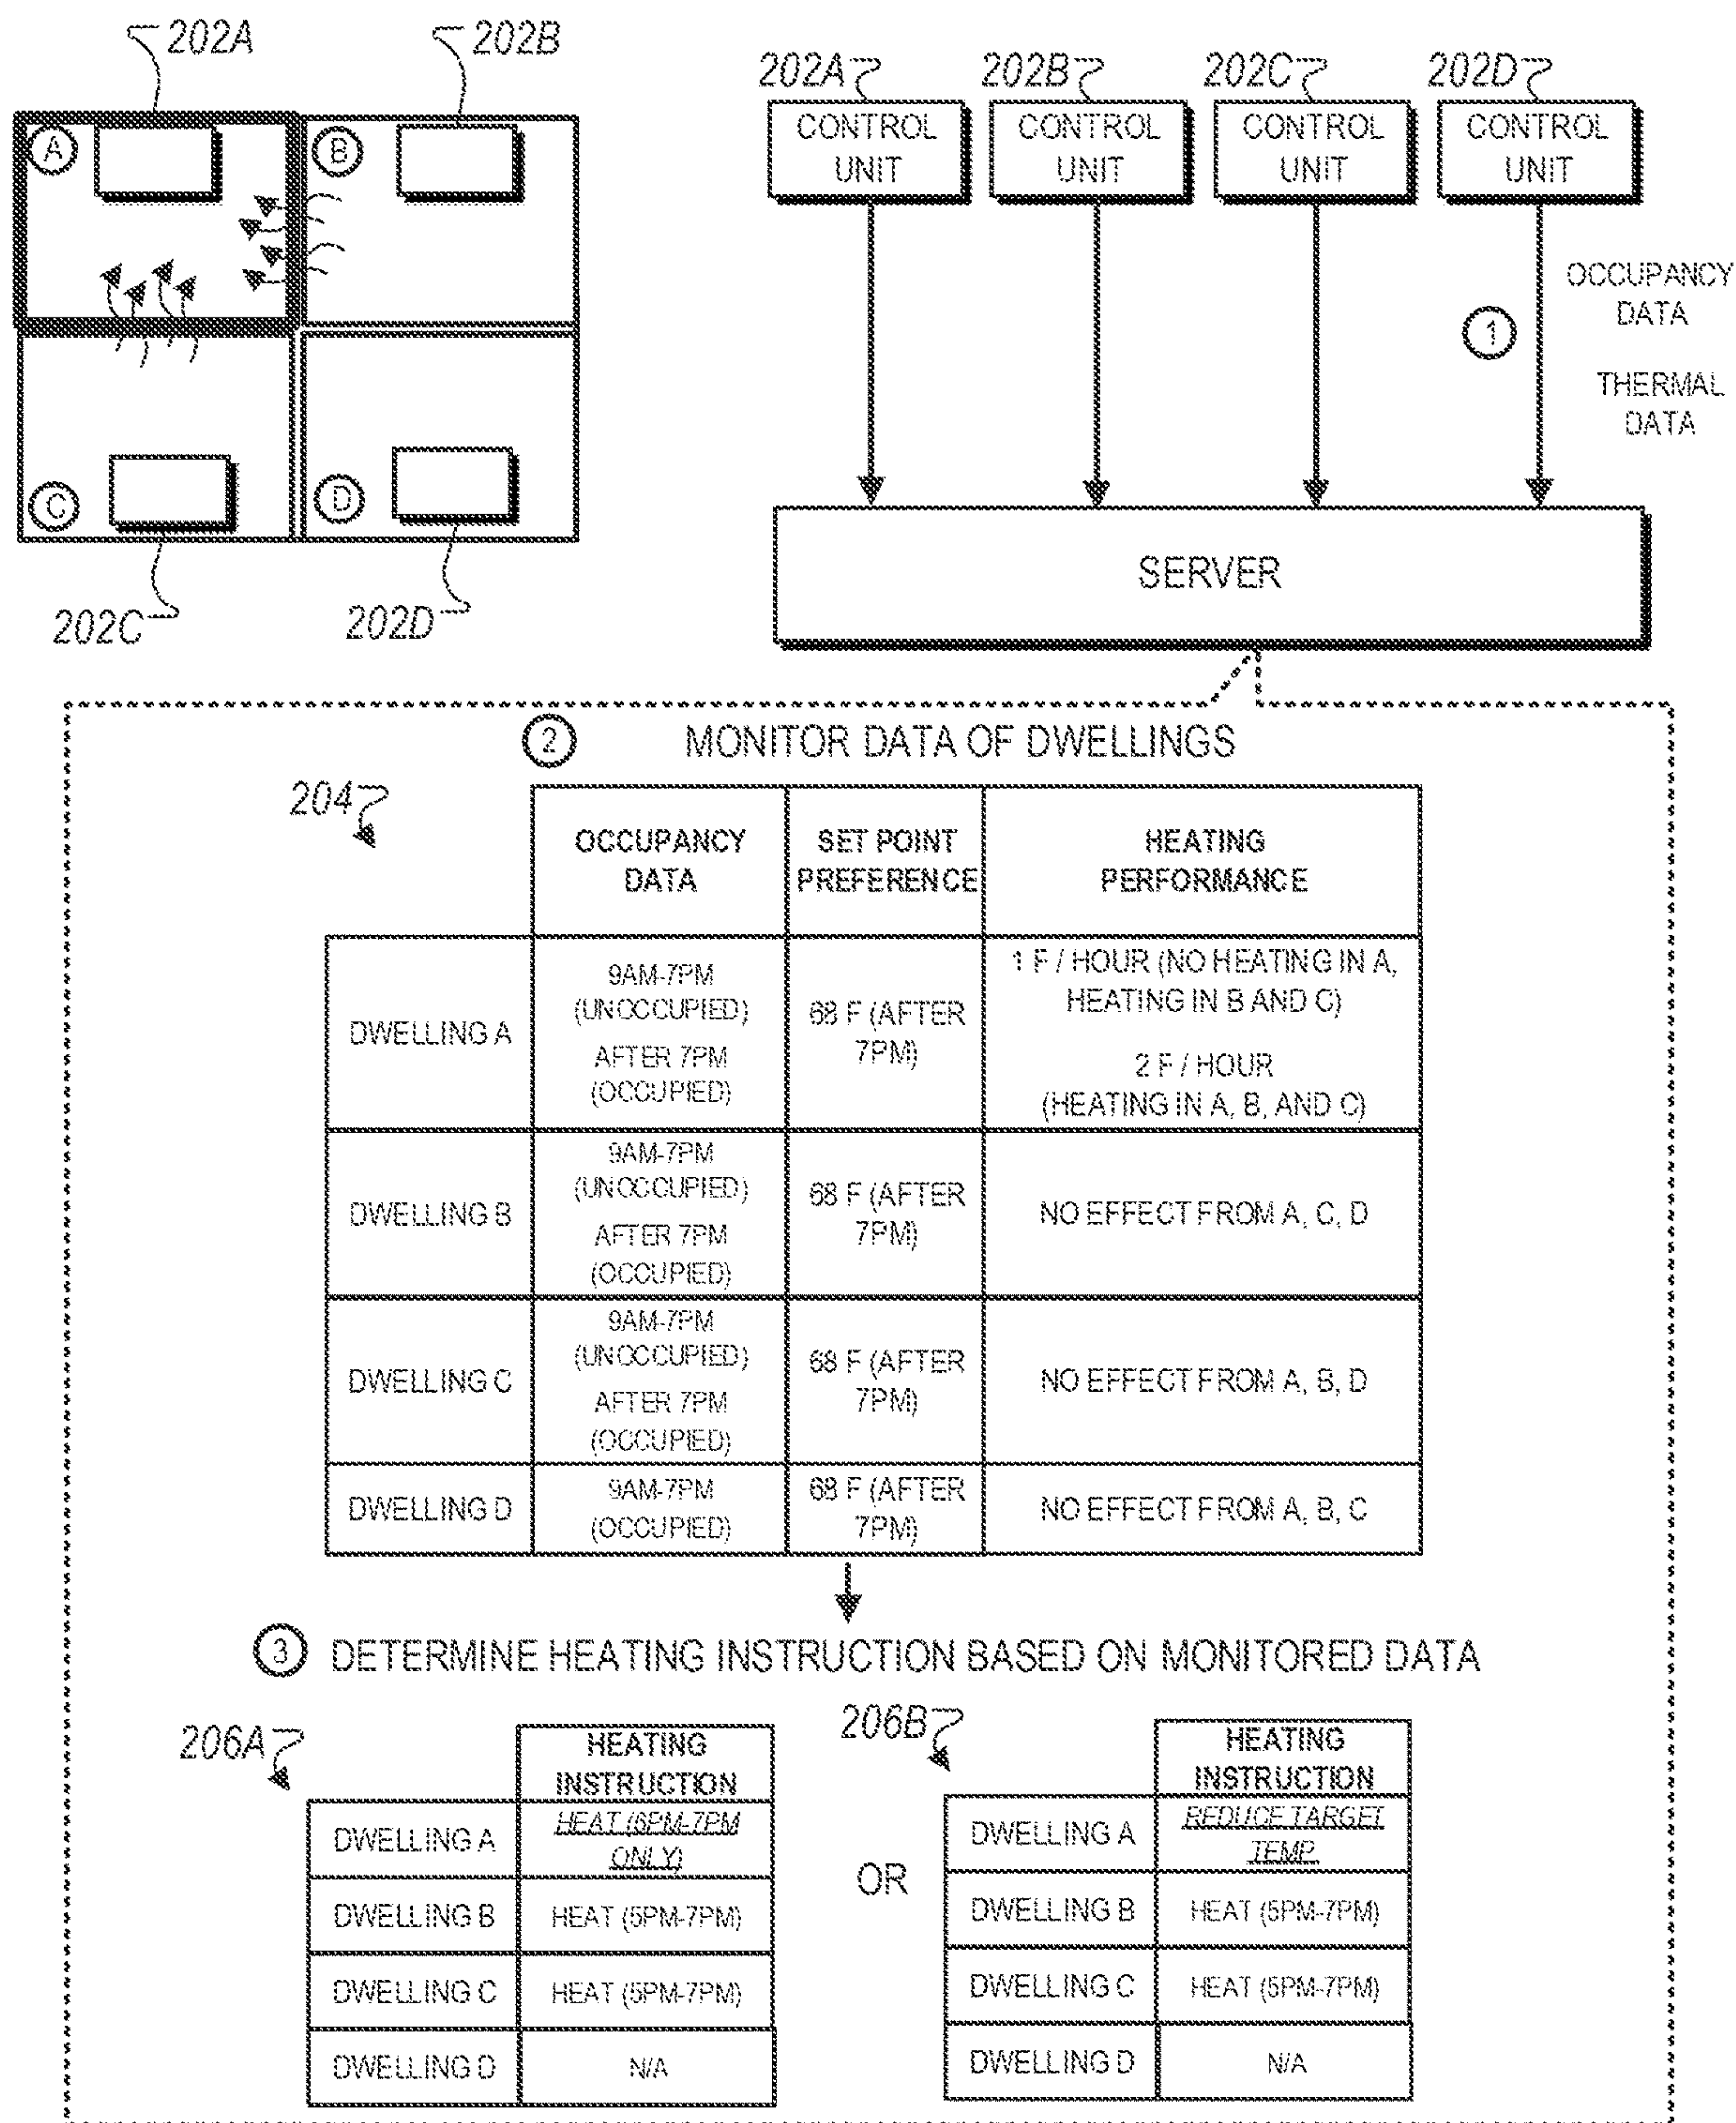 202A
202B
A
B
C
D
202C
202D
202A
202B
202C
202D
CONTROL
UNIT
CONTROL
UNIT
CONTROL
UNIT
CONTROL
UNIT
1
OCCUPANCY
DATA
THERMAL
DATA
SERVER
2
MONITOR DATA OF DWELLINGS
204
OCCUPANCY
DATA
SET POINT
PREFERENCE
HEATING
PERFORMANCE
DWELLING A
9AM-7PM
(UNOCCUPIED)
AFTER 7PM
(OCCUPIED)
68 F (AFTER
7PM)
1 F / HOUR (NO HEATING IN A,
HEATING IN B AND C)
2 F / HOUR
(HEATING IN A, B, AND C)
DWELLING B
9AM-7PM
(UNOCCUPIED)
AFTER 7PM
(OCCUPIED)
68 F (AFTER
7PM)
NO EFFECT FROM A, C, D
DWELLING C
9AM-7PM
(UNOCCUPIED)
AFTER 7PM
(OCCUPIED)
68 F (AFTER
7PM)
NO EFFECT FROM A, B, D
DWELLING D
9AM-7PM
(OCCUPIED)
68 F (AFTER
7PM)
NO EFFECT FROM A, B, C
3
DETERMINE HEATING INSTRUCTION BASED ON MONITORED DATA
206A
HEATING
INSTRUCTION
DWELLING A
HEAT (6PM-7PM
ONLY)
DWELLING B
HEAT (5PM-7PM)
DWELLING C
HEAT (5PM-7PM)
DWELLING D
N/A
OR
206B
HEATING
INSTRUCTION
DWELLING A
REDUCE TARGET
TEMP.
DWELLING B
HEAT (5PM-7PM)
DWELLING C
HEAT (5PM-7PM)
DWELLING D
N/A